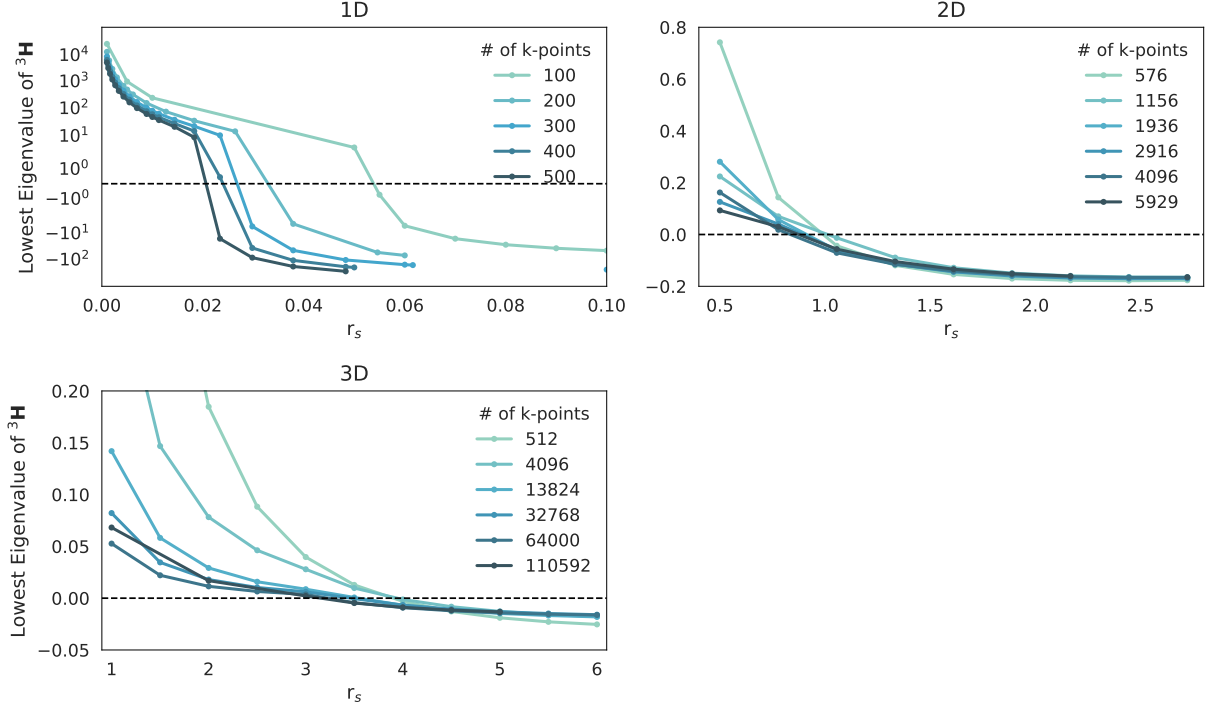 1D
Lowest Eigenvalue of ³H
10⁴
10³
10²
10¹
10⁰
−10⁰
−10¹
−10²
# of k-points
100
200
300
400
500
0.00 0.02 0.04 0.06 0.08 0.10
rₛ
2D
0.8
0.6
0.4
0.2
0.0
−0.2
# of k-points
576
1156
1936
2916
4096
5929
0.5 1.0 1.5 2.0 2.5
rₛ
3D
Lowest Eigenvalue of ³H
0.20
0.15
0.10
0.05
0.00
−0.05
# of k-points
512
4096
13824
32768
64000
110592
1 2 3 4 5 6
rₛ